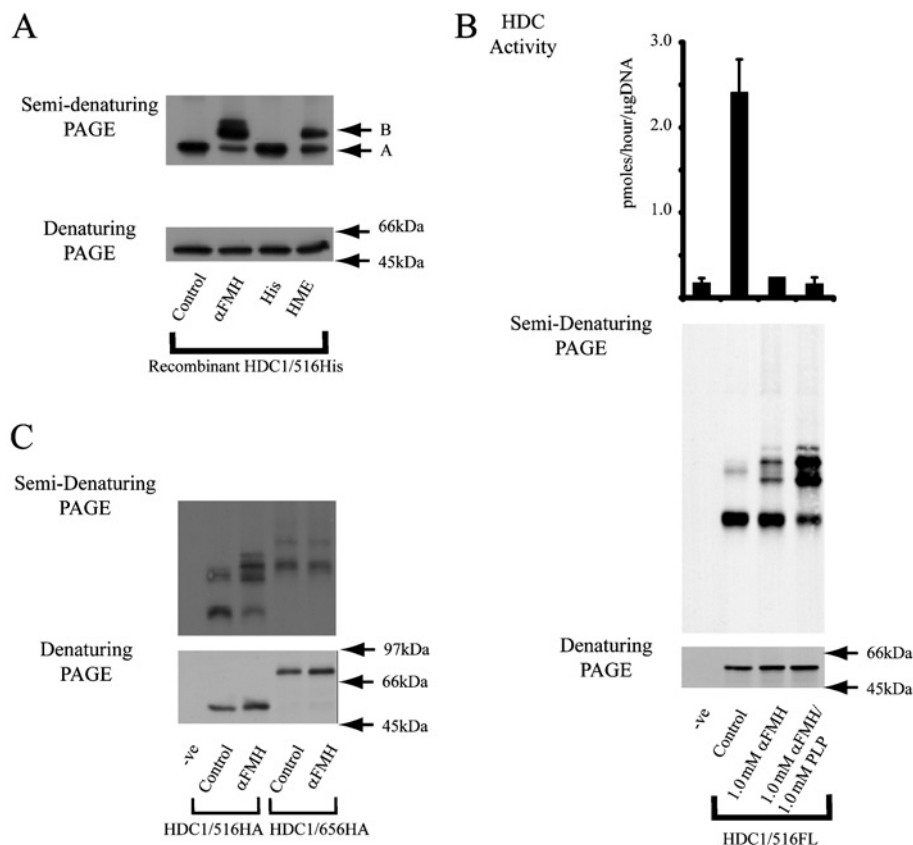 A
Semi-denaturing
PAGE
B
A
Denaturing
PAGE
66kDa
45kDa
Control
αFMH
His
HME
Recombinant HDC1/516His
B
HDC
Activity
pmoles/hour/µgDNA
3.0
2.0
1.0
Semi-Denaturing
PAGE
Denaturing
PAGE
66kDa
45kDa
-ve
Control
1.0 mM αFMH
1.0 mM αFMH/
1.0 mM PLP
HDC1/516FL
C
Semi-Denaturing
PAGE
Denaturing
PAGE
97kDa
66kDa
45kDa
-ve
Control
αFMH
Control
αFMH
HDC1/516HA
HDC1/656HA